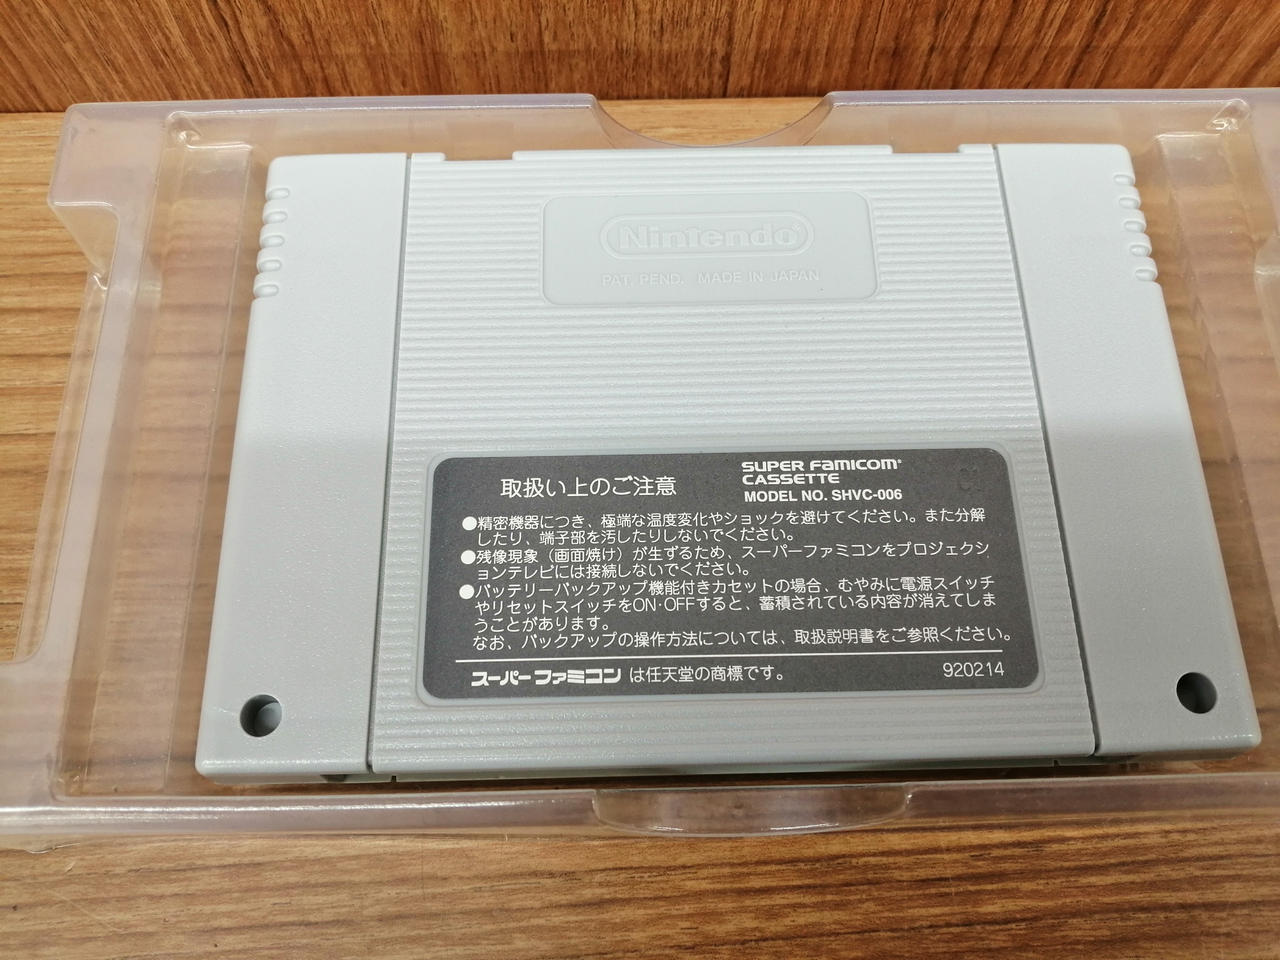 Nintendo
PAT. PEND. MADE IN JAPAN
取扱い上のご注意
SUPER FAMICOM
CASSETTE
MODEL NO. SHVC-006
●精密機器につき、極端な温度変化やショックを避けてください。また分解
したり、端子部を汚したりしないでください。
●残像現象（画面焼け）が生ずるため、スーパーファミコンをプロジェクシ
ョンテレビには接続しないでください。
●バッテリーバックアップ機能付きカセットの場合、むやみに電源スイッチ
やリセットスイッチをON·OFFすると、蓄積されている内容が消えてしま
うことがあります。
なお、バックアップの操作方法については、取扱説明書をご参照ください。
スーパーファミコン は任天堂の商標です。
920214